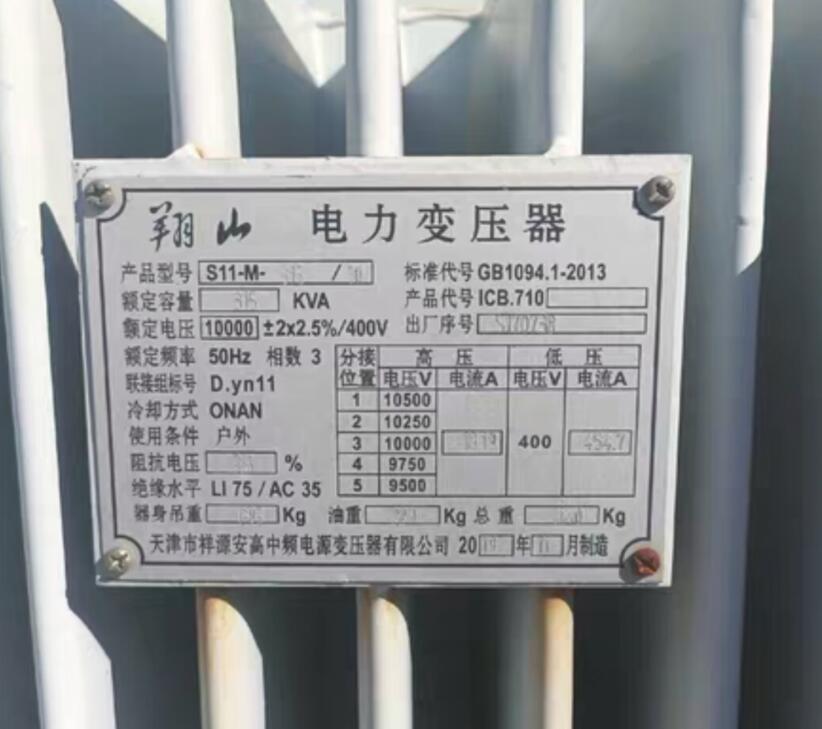 翔山 电力变压器
产品型号 S11-M- / 标准代号 GB1094.1-2013
额定容量 315 KVA 产品代号 ICB.710
额定电压 10000 ±2x2.5%/400V 出厂序号
额定频率 50Hz 相数 3
联接组标号 D.yn11
冷却方式 ONAN
使用条件 户外
阻抗电压 %
绝缘水平 LI 75 / AC 35
分接位置 高压 低压
电压V 电流A 电压V 电流A
1 10500
2 10250
3 10000 400 454.7
4 9750
5 9500
器身吊重 Kg 油重 Kg 总重 Kg
天津市祥源安高中频电源变压器有限公司 20 年 月制造